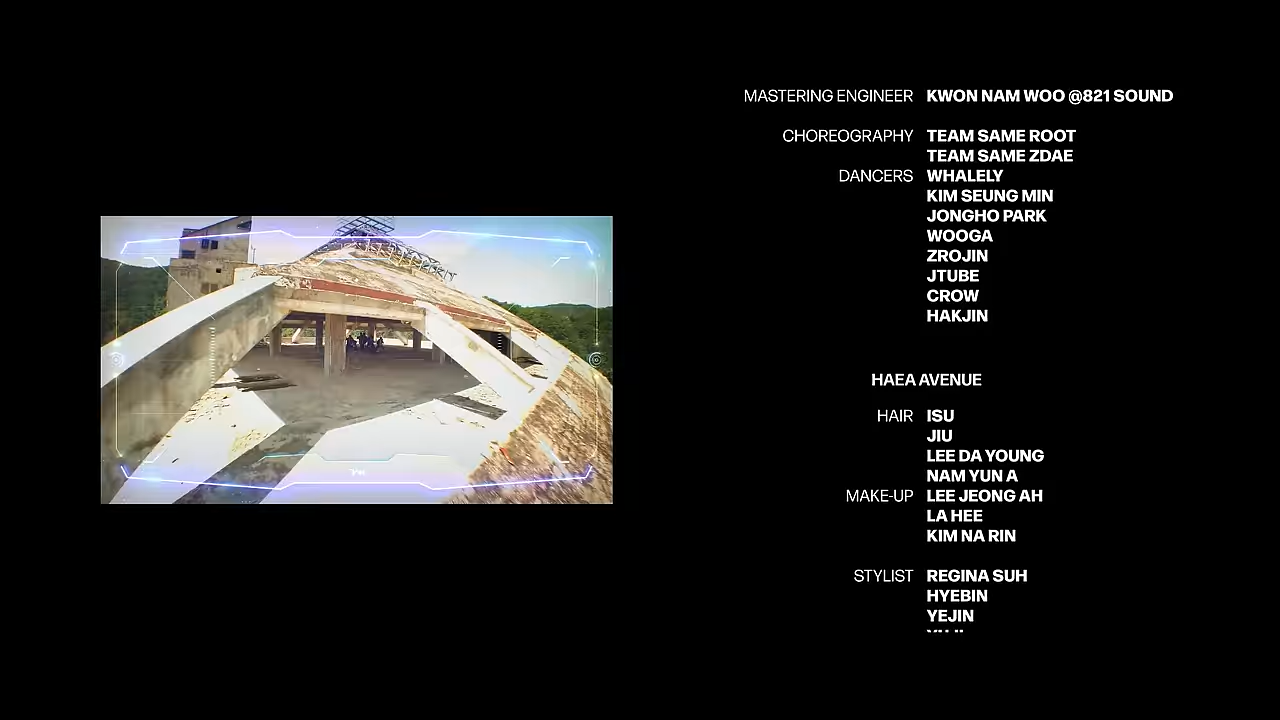 MASTERING ENGINEER KWON NAM WOO @821 SOUND
CHOREOGRAPHY TEAM SAME ROOT
TEAM SAME ZDAE
DANCERS WHALELY
KIM SEUNG MIN
JONGHO PARK
WOOGA
ZROJIN
JTUBE
CROW
HAKJIN
HAEA AVENUE
HAIR ISU
JIU
LEE DA YOUNG
NAM YUN A
MAKE-UP LEE JEONG AH
LA HEE
KIM NA RIN
STYLIST REGINA SUH
HYEBIN
YEJIN